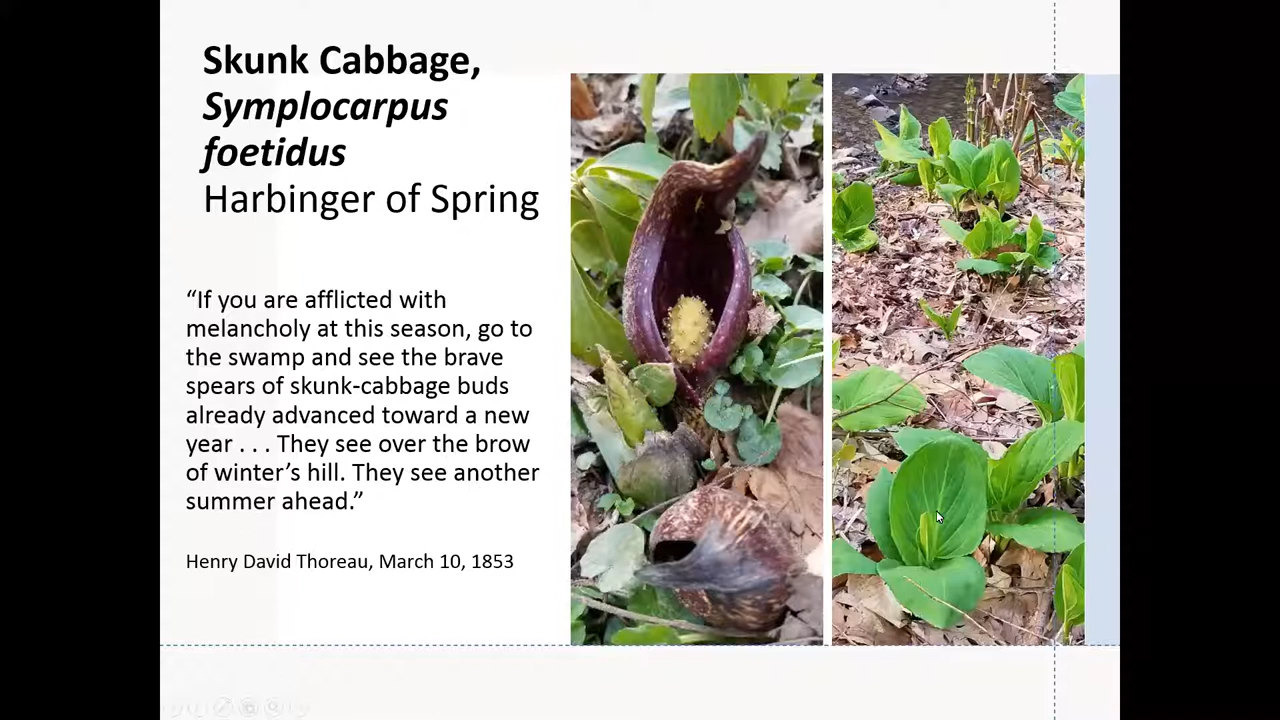 Skunk Cabbage,
Symplocarpus
foetidus
Harbinger of Spring
“If you are afflicted with
melancholy at this season, go to
the swamp and see the brave
spears of skunk-cabbage buds
already advanced toward a new
year . . . They see over the brow
of winter’s hill. They see another
summer ahead.”
Henry David Thoreau, March 10, 1853